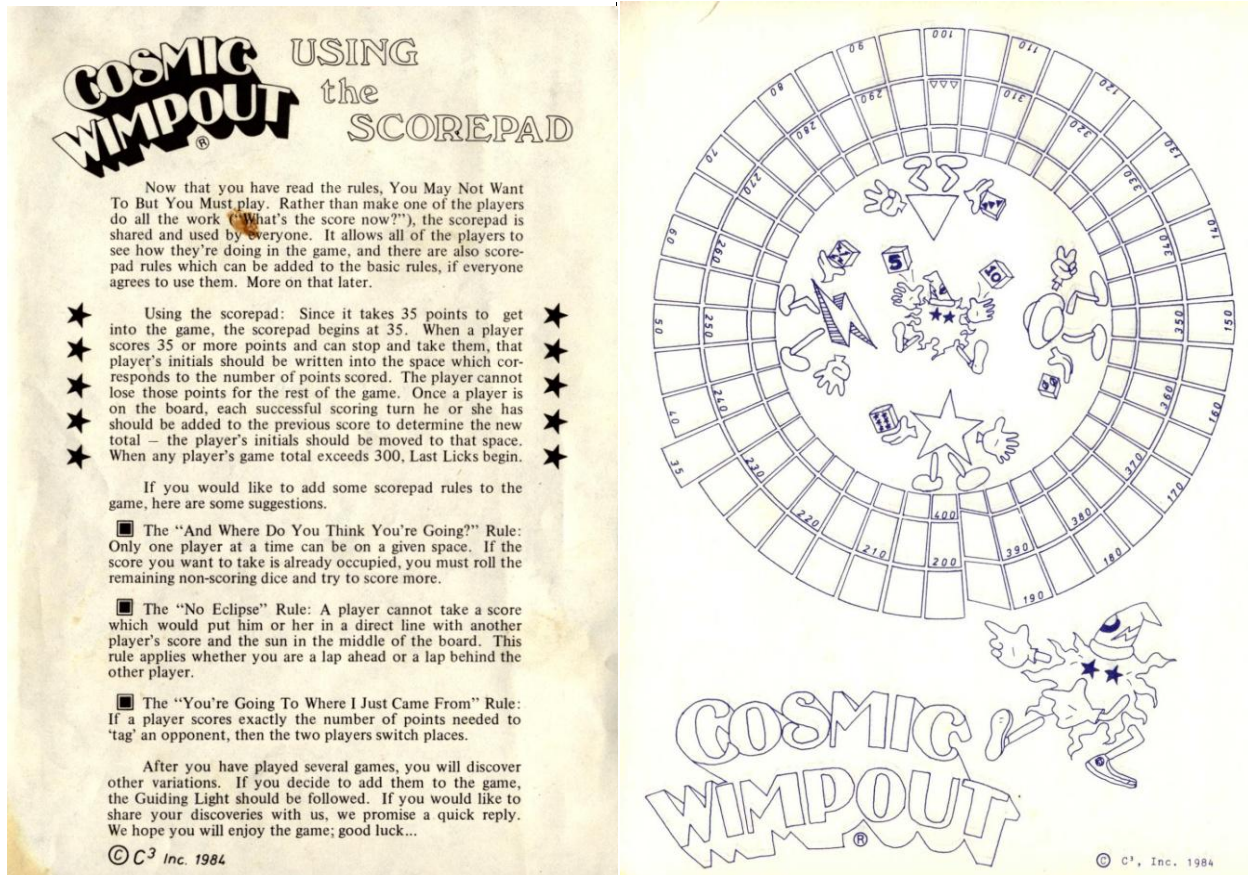 COSMIC
WIMPOUT
®
USING
the
SCOREPAD
Now that you have read the rules, You May Not Want
To But You Must play. Rather than make one of the players
do all the work ("What's the score now?"), the scorepad is
shared and used by everyone. It allows all of the players to
see how they're doing in the game, and there are also score-
pad rules which can be added to the basic rules, if everyone
agrees to use them. More on that later.
Using the scorepad: Since it takes 35 points to get
into the game, the scorepad begins at 35. When a player
scores 35 or more points and can stop and take them, that
player's initials should be written into the space which cor-
responds to the number of points scored. The player cannot
lose those points for the rest of the game. Once a player is
on the board, each successful scoring turn he or she has
should be added to the previous score to determine the new
total — the player's initials should be moved to that space.
When any player's game total exceeds 300, Last Licks begin.
If you would like to add some scorepad rules to the
game, here are some suggestions.
The "And Where Do You Think You're Going?" Rule:
Only one player at a time can be on a given space. If the
score you want to take is already occupied, you must roll the
remaining non-scoring dice and try to score more.
The "No Eclipse" Rule: A player cannot take a score
which would put him or her in a direct line with another
player's score and the sun in the middle of the board. This
rule applies whether you are a lap ahead or a lap behind the
other player.
The "You're Going To Where I Just Came From" Rule:
If a player scores exactly the number of points needed to
'tag' an opponent, then the two players switch places.
After you have played several games, you will discover
other variations. If you decide to add them to the game,
the Guiding Light should be followed. If you would like to
share your discoveries with us, we promise a quick reply.
We hope you will enjoy the game; good luck...
© C³ Inc. 1984
35
40
50
60
70
80
90
100
110
120
130
140
150
160
170
180
190
200
210
220
230
240
250
260
270
280
290
310
320
330
340
350
360
370
380
390
400
5
10
COSMIC
WIMPOUT
®
© C³, Inc. 1984